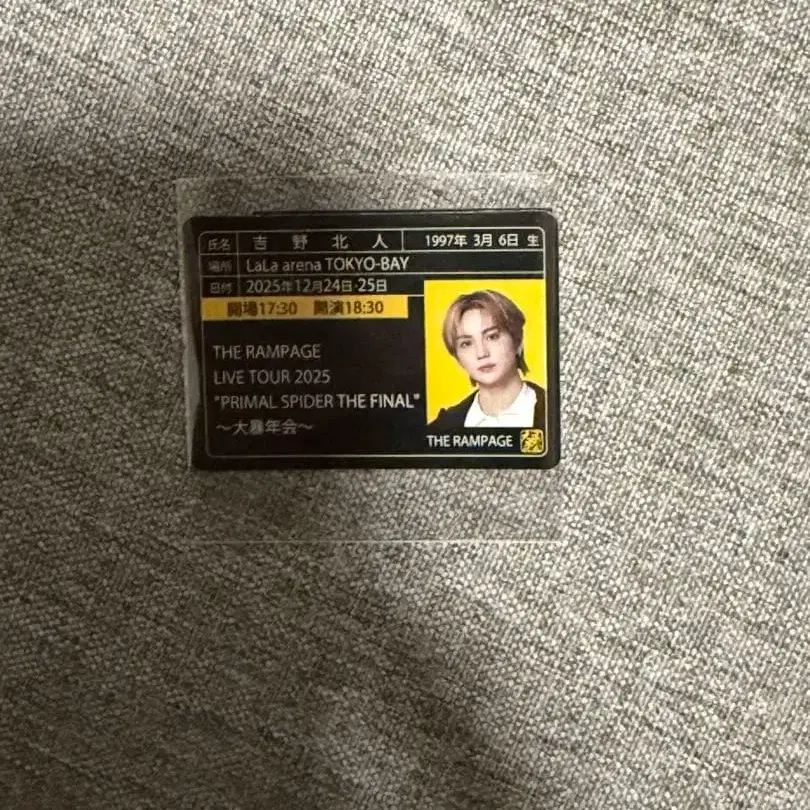 氏名 吉野北人 1997年 3月 6日 生
場所 LaLa arena TOKYO-BAY
日付 2025年12月24日·25日
開場17:30 開演18:30
THE RAMPAGE
LIVE TOUR 2025
"PRIMAL SPIDER THE FINAL"
〜大暴年会〜
THE RAMPAGE